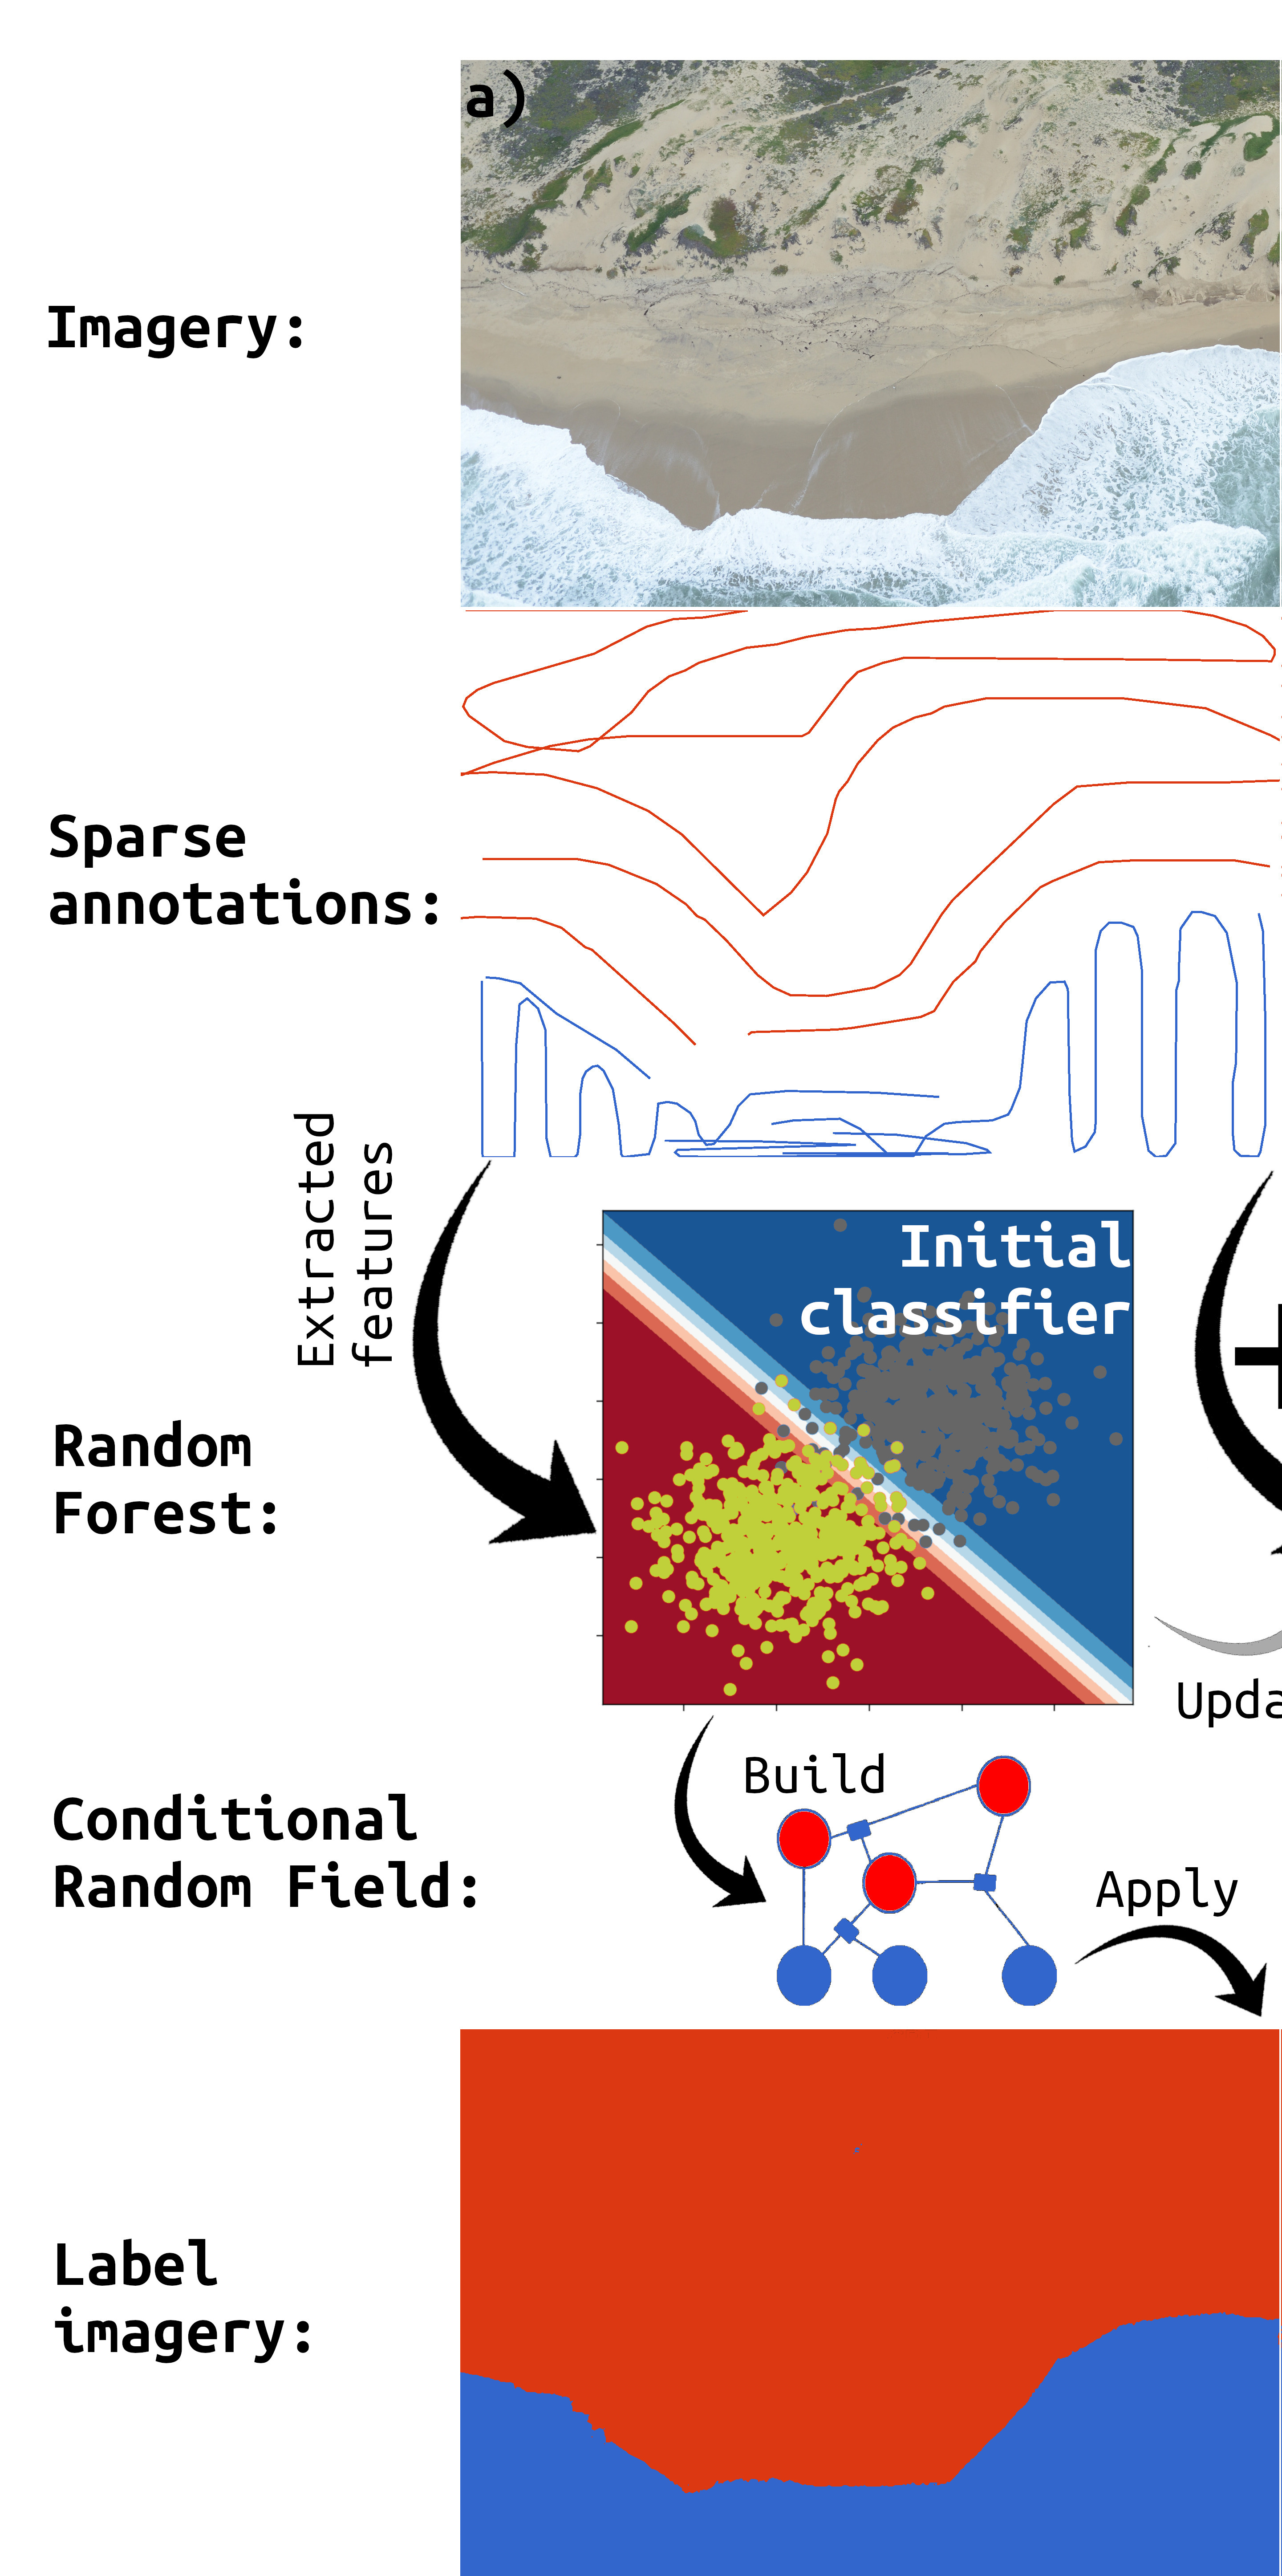 a)
Imagery:
Sparse
annotations:
Extracted
features
Initial
classifier
Random
Forest:
Upda
Build
Conditional
Random Field:
Apply
Label
imagery: